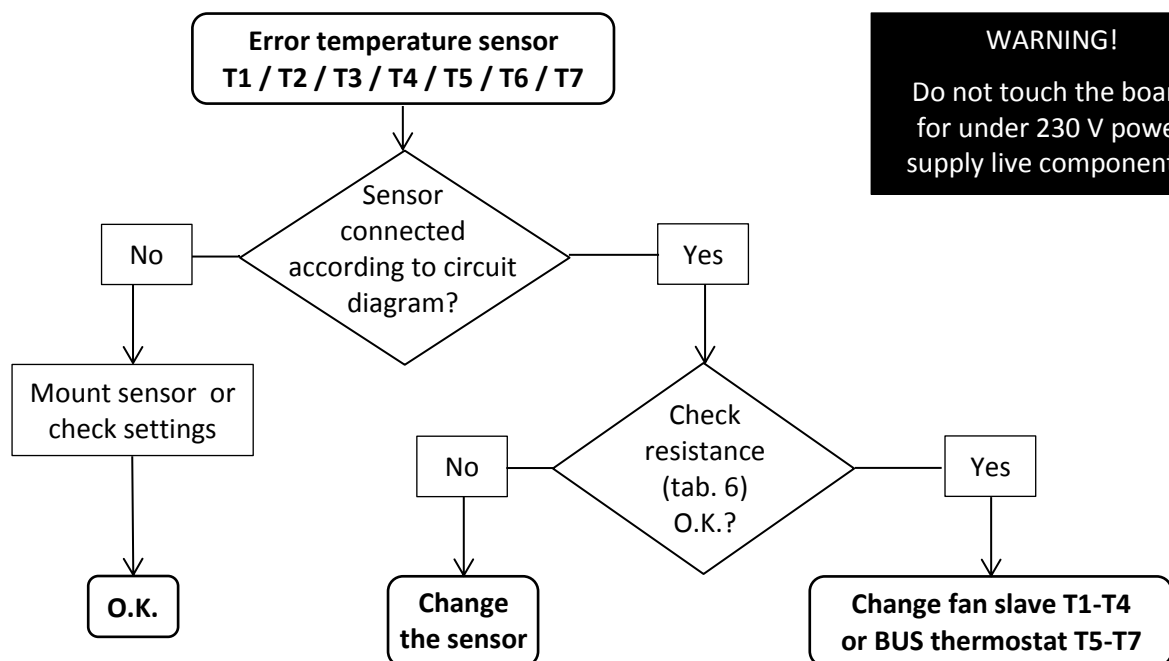 Error temperature sensor
T1 / T2 / T3 / T4 / T5 / T6 / T7
WARNING!
Do not touch the boar
for under 230 V powe
supply live component
Sensor
connected
according to circuit
diagram?
No
Yes
Mount sensor or
check settings
Check
resistance
(tab. 6)
O.K.?
No
Yes
O.K.
Change
the sensor
Change fan slave T1-T4
or BUS thermostat T5-T7